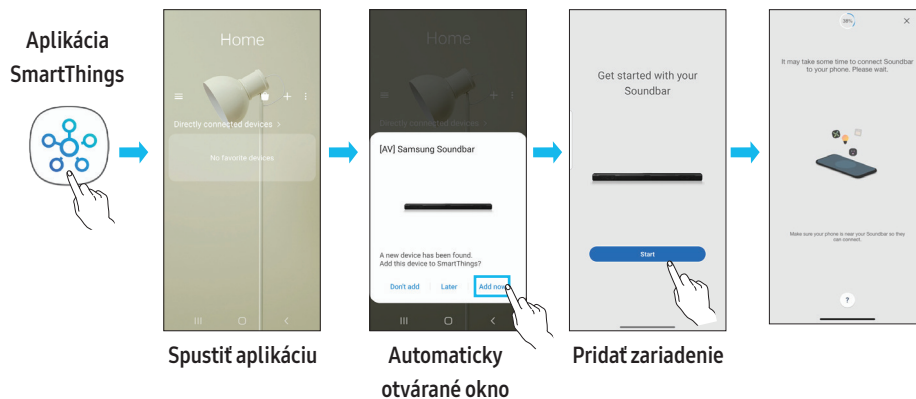 Aplikácia
SmartThings
Home
Directly connected devices >
No favorite devices
Spustiť aplikáciu
Home
Directly connected devices >
[AV] Samsung Soundbar
A new device has been found.
Add this device to SmartThings?
Don't add
Later
Add now
Automaticky
otvárané okno
Get started with your
Soundbar
Start
Pridať zariadenie
38%
It may take some time to connect Soundbar
to your phone. Please wait.
Make sure your phone is near your Soundbar so they
can connect.
?